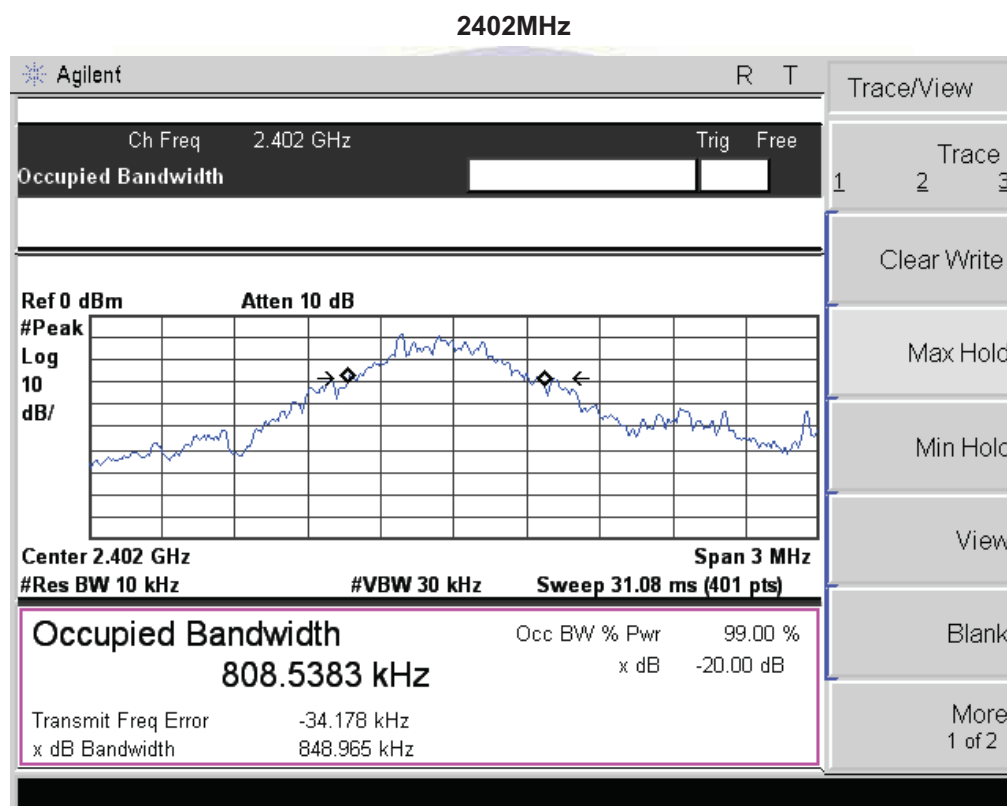 2402MHz
Agilent R T
Trace/View
Ch Freq 2.402 GHz Trig Free
Occupied Bandwidth
Trace
1 2 3
Clear Write
Ref 0 dBm Atten 10 dB
#Peak
Log
10
dB/
Max Hold
Min Hold
Center 2.402 GHz Span 3 MHz
#Res BW 10 kHz #VBW 30 kHz Sweep 31.08 ms (401 pts)
View
Occupied Bandwidth Occ BW % Pwr 99.00 %
808.5383 kHz x dB -20.00 dB
Blank
Transmit Freq Error -34.178 kHz
x dB Bandwidth 848.965 kHz
More
1 of 2